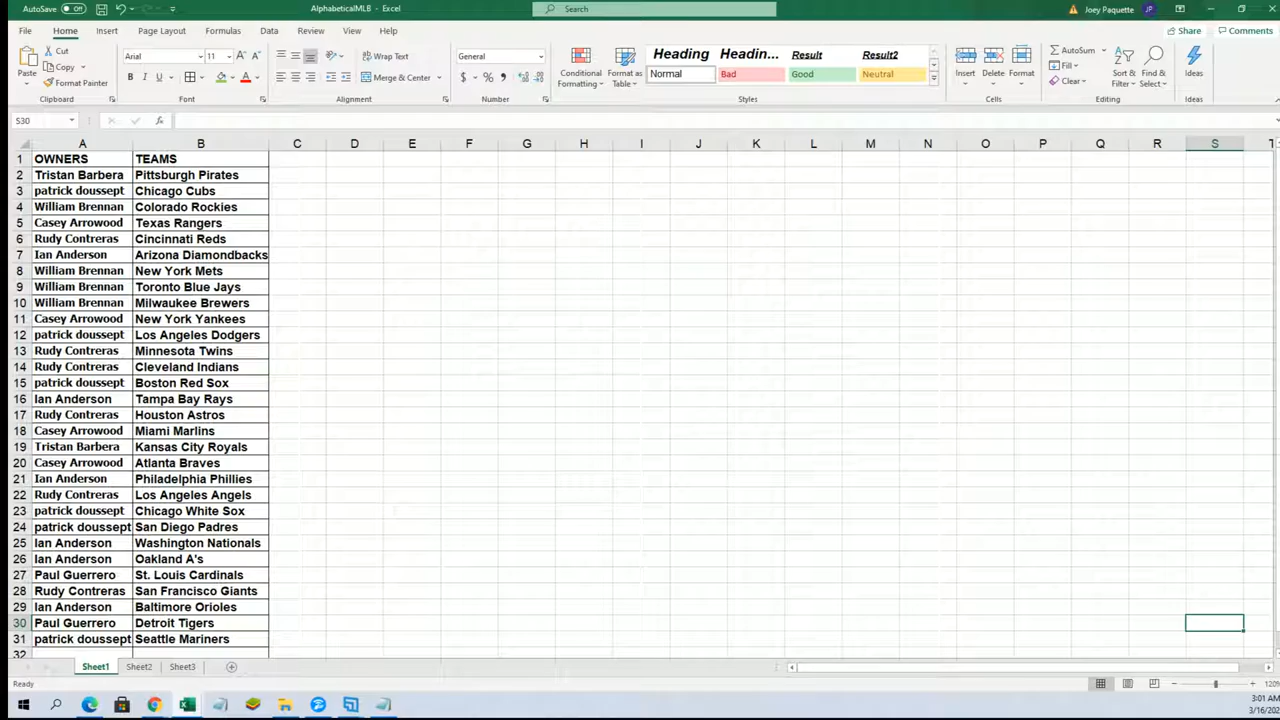 AutoSave Off AlphabeticalMLB - Excel Search Joey Paquette JP
File Home Insert Page Layout Formulas Data Review View Help Share Comments
Cut Arial 11 Wrap Text General Heading Headin... Result Result2 AutoSum
Copy Fill
Paste Format Painter B I U A Merge & Center $ % , Conditional Formatting Format as Table Normal Bad Good Neutral Insert Delete Format Clear Sort & Filter Find & Select Ideas
Clipboard Font Alignment Number Styles Cells Editing Ideas
S30 fx
A B C D E F G H I J K L M N O P Q R S T
1 OWNERS TEAMS
2 Tristan Barbera Pittsburgh Pirates
3 patrick doussept Chicago Cubs
4 William Brennan Colorado Rockies
5 Casey Arrowood Texas Rangers
6 Rudy Contreras Cincinnati Reds
7 Ian Anderson Arizona Diamondbacks
8 William Brennan New York Mets
9 William Brennan Toronto Blue Jays
10 William Brennan Milwaukee Brewers
11 Casey Arrowood New York Yankees
12 patrick doussept Los Angeles Dodgers
13 Rudy Contreras Minnesota Twins
14 Rudy Contreras Cleveland Indians
15 patrick doussept Boston Red Sox
16 Ian Anderson Tampa Bay Rays
17 Rudy Contreras Houston Astros
18 Casey Arrowood Miami Marlins
19 Tristan Barbera Kansas City Royals
20 Casey Arrowood Atlanta Braves
21 Ian Anderson Philadelphia Phillies
22 Rudy Contreras Los Angeles Angels
23 patrick doussept Chicago White Sox
24 patrick doussept San Diego Padres
25 Ian Anderson Washington Nationals
26 Ian Anderson Oakland A's
27 Paul Guerrero St. Louis Cardinals
28 Rudy Contreras San Francisco Giants
29 Ian Anderson Baltimore Orioles
30 Paul Guerrero Detroit Tigers
31 patrick doussept Seattle Mariners
32
Sheet1 Sheet2 Sheet3
Ready 120
3:01 AM
3/16/202